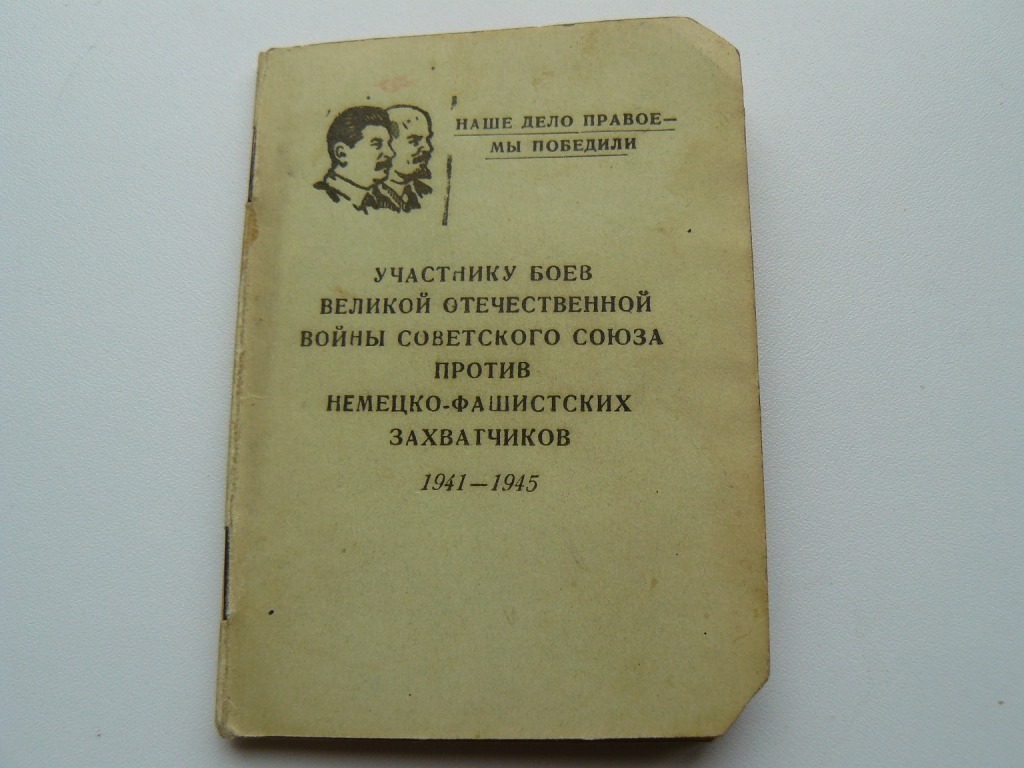 НАШЕ ДЕЛО ПРАВОЕ—
МЫ ПОБЕДИЛИ
УЧАСТНИКУ БОЕВ
ВЕЛИКОЙ ОТЕЧЕСТВЕННОЙ
ВОЙНЫ СОВЕТСКОГО СОЮЗА
ПРОТИВ
НЕМЕЦКО-ФАШИСТСКИХ
ЗАХВАТЧИКОВ
1941—1945